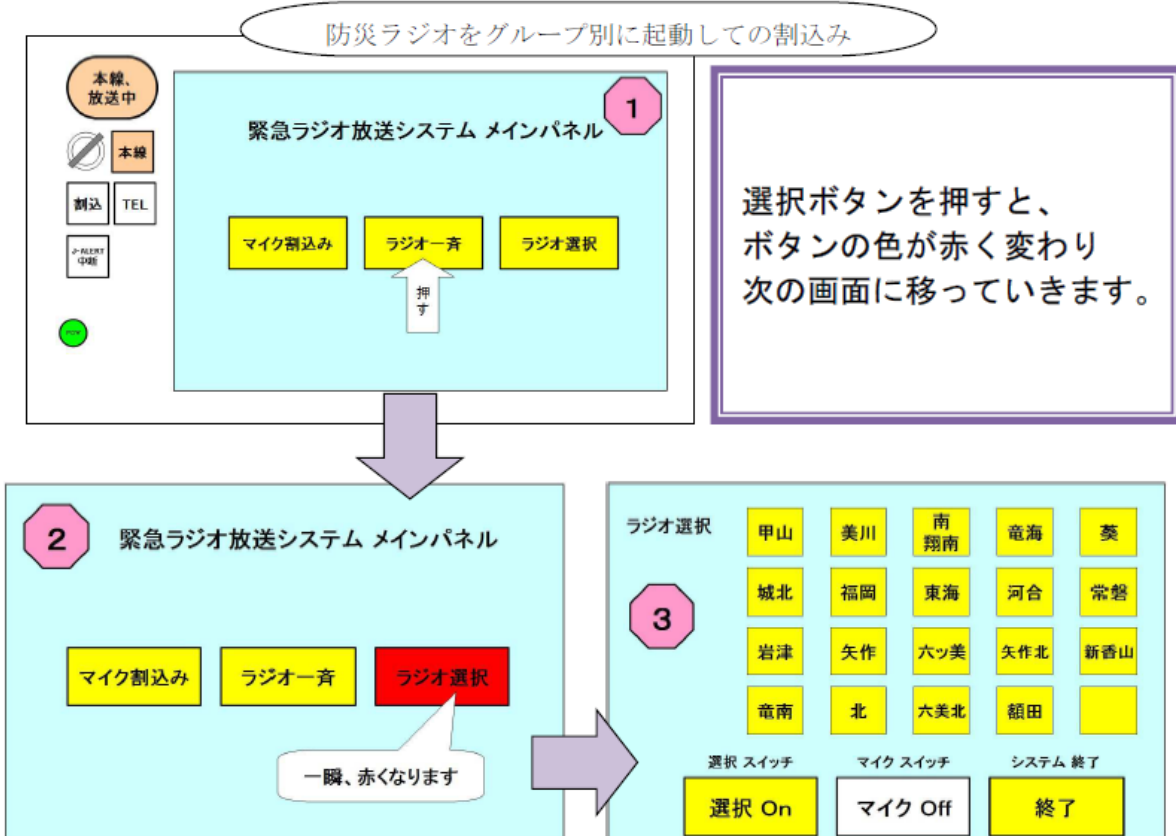 防災ラジオをグループ別に起動しての割込み
本線、
放送中
本線
割込
TEL
J-ALERT
中断
緊急ラジオ放送システム メインパネル
1
マイク割込み
ラジオ一斉
ラジオ選択
押
す
選択ボタンを押すと、
ボタンの色が赤く変わり
次の画面に移っていきます。
2
緊急ラジオ放送システム メインパネル
マイク割込み
ラジオ一斉
ラジオ選択
一瞬、赤くなります
ラジオ選択
3
甲山
美川
南
翔南
竜海
葵
城北
福岡
東海
河合
常磐
岩津
矢作
六ッ美
矢作北
新香山
竜南
北
六美北
額田
選択 スイッチ
マイク スイッチ
システム 終了
選択 On
マイク Off
終了